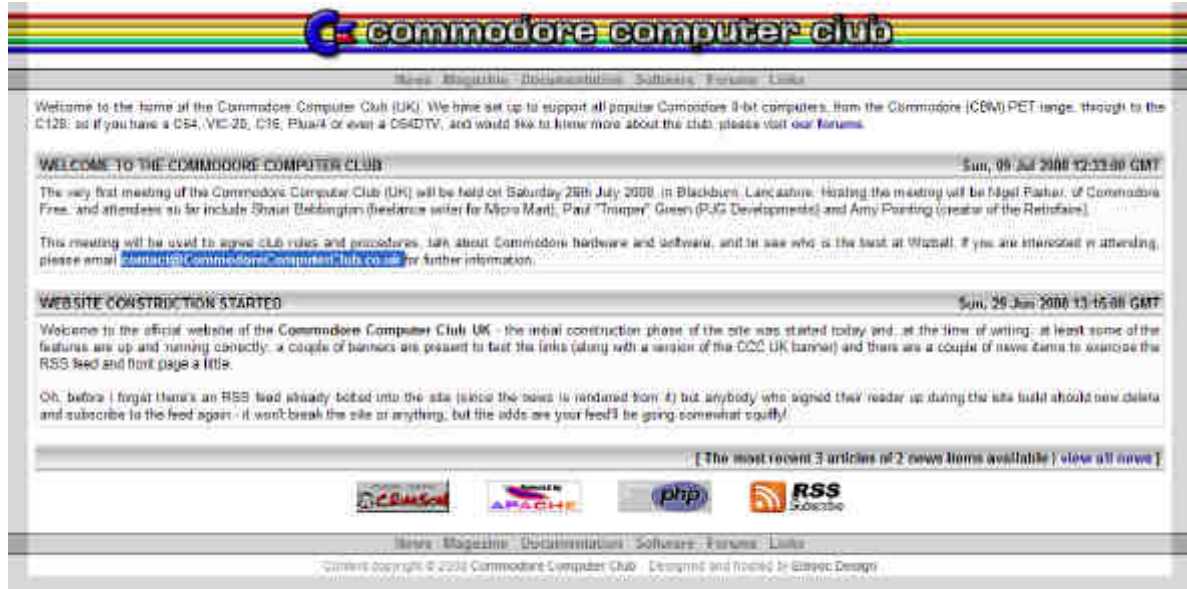 commodore computer club
News Magazine Documentation Software Forums Links
Welcome to the home of the Commodore Computer Club (UK). We have set up to support all popular Commodore 8-bit computers, from the Commodore (CBM) PET range, through to the
C128; so if you have a C64, VIC-20, C16, Plus/4 or even a C64DTV, and would like to know more about the club, please visit our forums.
WELCOME TO THE COMMODORE COMPUTER CLUB Sun, 09 Jul 2008 12:33:00 GMT
The very first meeting of the Commodore Computer Club (UK) will be held on Saturday 26th July 2008, in Blackburn, Lancashire. Hosting the meeting will be Nigel Parker, of Commodore
Free, and attendees so far include Shaun Bebbington (freelance writer for Micro Mart), Paul "Trooper" Green (PJG Developments) and Amy Ponting (creator of the Retrofaire).
This meeting will be used to agree club rules and procedures, talk about Commodore hardware and software, and to see who is the best at Wizball. If you are interested in attending,
please email contact@CommodoreComputerClub.co.uk for further information.
WEBSITE CONSTRUCTION STARTED Sun, 29 Jun 2008 13:15:00 GMT
Welcome to the official website of the Commodore Computer Club UK - the initial construction phase of the site was started today and, at the time of writing, at least some of the
features are up and running correctly; a couple of banners are present to test the links (along with a version of the CCC UK banner) and there are a couple of news items to exercise the
RSS feed and front page a little.
Oh, before I forget there's an RSS feed already bolted into the site (since the news is rendered from it) but anybody who signed their reader up during the site build should now delete
and subscribe to the feed again - it won't break the site or anything, but the odds are your feed'll be going somewhat squiffy!
[ The most recent 3 articles of 2 news items available | view all news ]
CRIMSON
Powered by
APACHE
php
RSS
Subscribe
News Magazine Documentation Software Forums Links
Content copyright © 2008 Commodore Computer Club Designed and hosted by Design